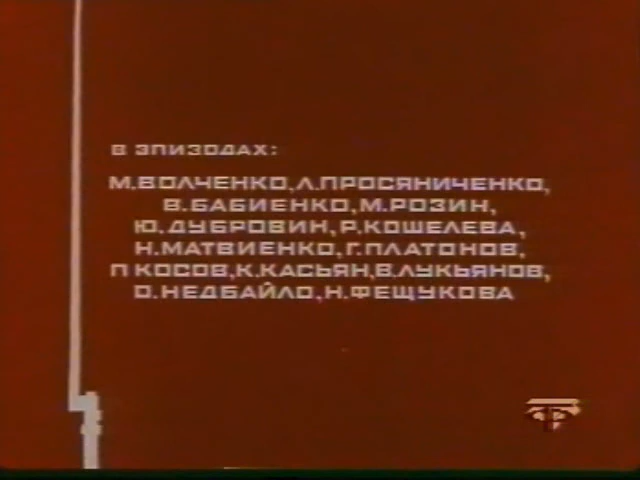 В ЭПИЗОДАХ:
М.ВОЛЧЕНКО,Л.ПРОСЯНИЧЕНКО,
В.БАБИЕНКО,М.РОЗИН,
Ю.ДУБРОВИН,Р.КОШЕЛЕВА,
Н.МАТВИЕНКО,Г.ПЛАТОНОВ,
П КОСОВ,К.КАСЬЯН,В.ЛУКЬЯНОВ,
О.НЕДБАЙЛО,Н.ФЕЩУКОВА